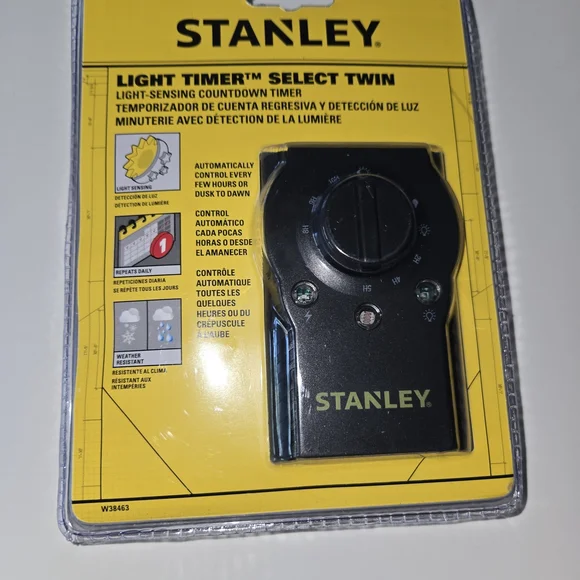 STANLEY®
LIGHT TIMER™ SELECT TWIN
LIGHT-SENSING COUNTDOWN TIMER
TEMPORIZADOR DE CUENTA REGRESIVA Y DETECCIÓN DE LUZ
MINUTERIE AVEC DÉTECTION DE LA LUMIÈRE
LIGHT SENSING
DETECCIÓN DE LUZ
DÉTECTION DE LUMIÈRE
AUTOMATICALLY
CONTROL EVERY
FEW HOURS OR
DUSK TO DAWN
1
REPEATS DAILY
REPETICIONES DIARIA
SE RÉPÈTE TOUS LES JOURS
CONTROL
AUTOMÁTICO
CADA POCAS
HORAS O DESDE
EL AMANECER
WEATHER
RESISTANT
RESISTENTE AL CLIMA
RÉSISTANT AUX
INTEMPÉRIES
CONTRÔLE
AUTOMATIQUE
TOUTES LES
QUELQUES
HEURES OU DU
CRÉPUSCULE
À L'AUBE
2H
4H
5H
STANLEY®
W38463